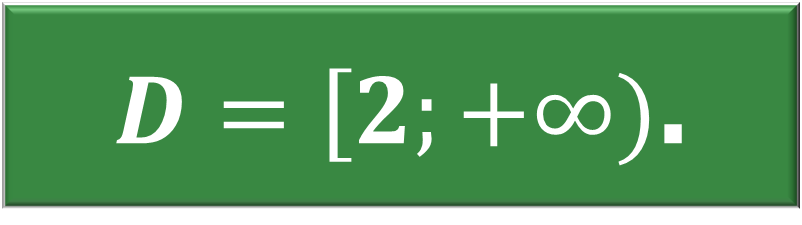 D = [2; +∞).